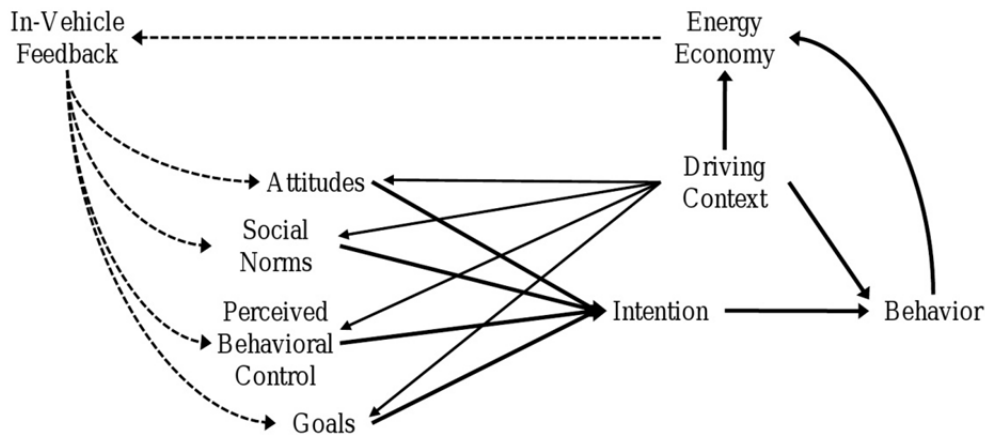 In-Vehicle
Feedback
Energy
Economy
Driving
Context
Attitudes
Social
Norms
Perceived
Behavioral
Control
Goals
Intention
Behavior